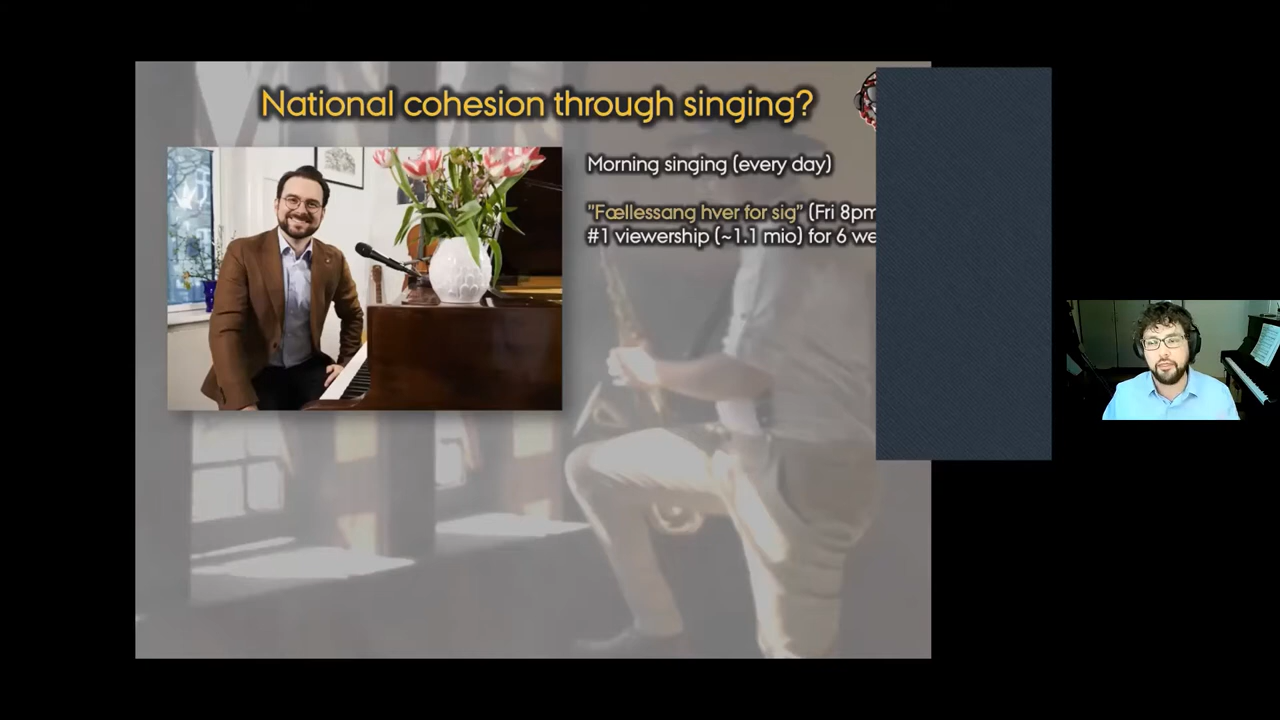 National cohesion through singing?
Morning singing (every day)
"Fællessang hver for sig" (Fri 8pm
#1 viewership (~1.1 mio) for 6 we